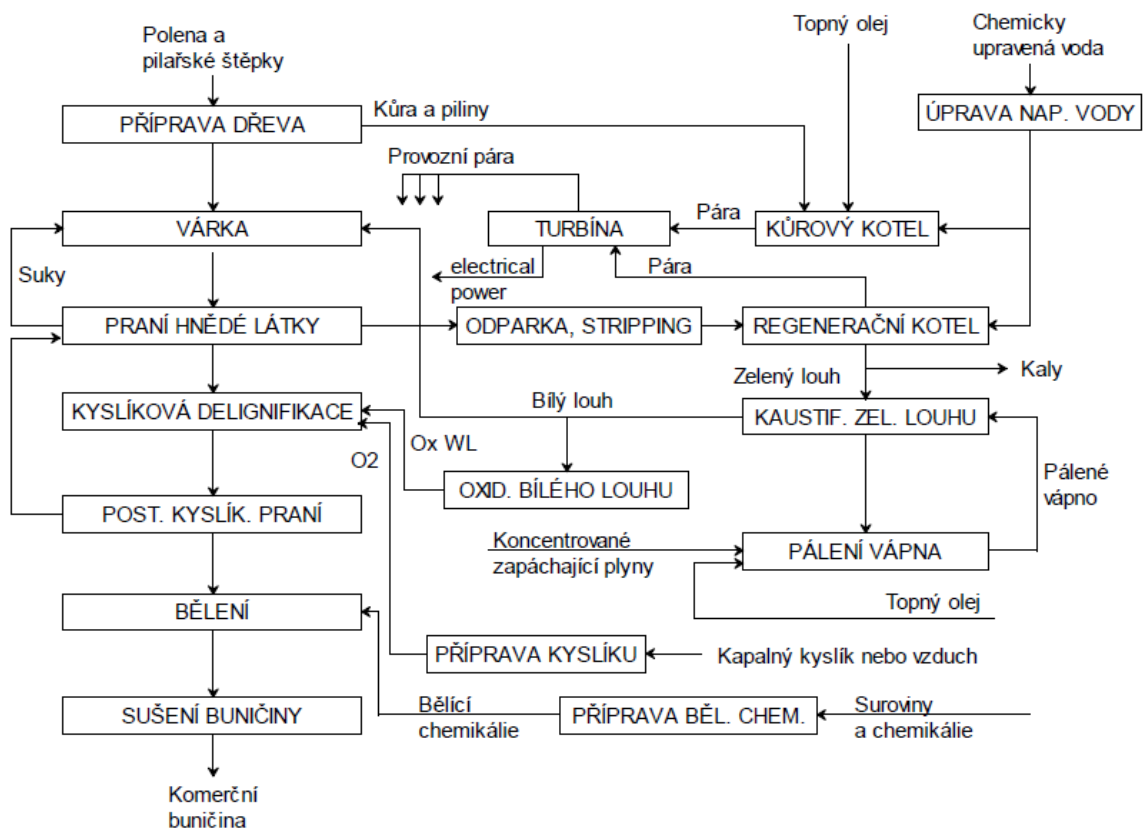 Polena a
pilařské štěpky
Topný olej
Chemicky
upravená voda
PŘÍPRAVA DŘEVA
Kůra a piliny
ÚPRAVA NAP. VODY
Provozní pára
VÁRKA
TURBÍNA
Pára
KŮROVÝ KOTEL
Suky
electrical
power
Pára
PRANÍ HNĚDÉ LÁTKY
ODPARKA, STRIPPING
REGENERAČNÍ KOTEL
Zelený louh
Kaly
KYSLÍKOVÁ DELIGNIFIKACE
Bílý louh
KAUSTIF. ZEL. LOUHU
O2
Ox WL
OXID. BÍLÉHO LOUHU
Pálené
vápno
POST. KYSLÍK. PRANÍ
Koncentrované
zapáchající plyny
PÁLENÍ VÁPNA
Topný olej
BĚLENÍ
PŘÍPRAVA KYSLÍKU
Kapalný kyslík nebo vzduch
SUŠENÍ BUNIČINY
Bělící
chemikálie
PŘÍPRAVA BĚL. CHEM.
Suroviny
a chemikálie
Komerční
buničina